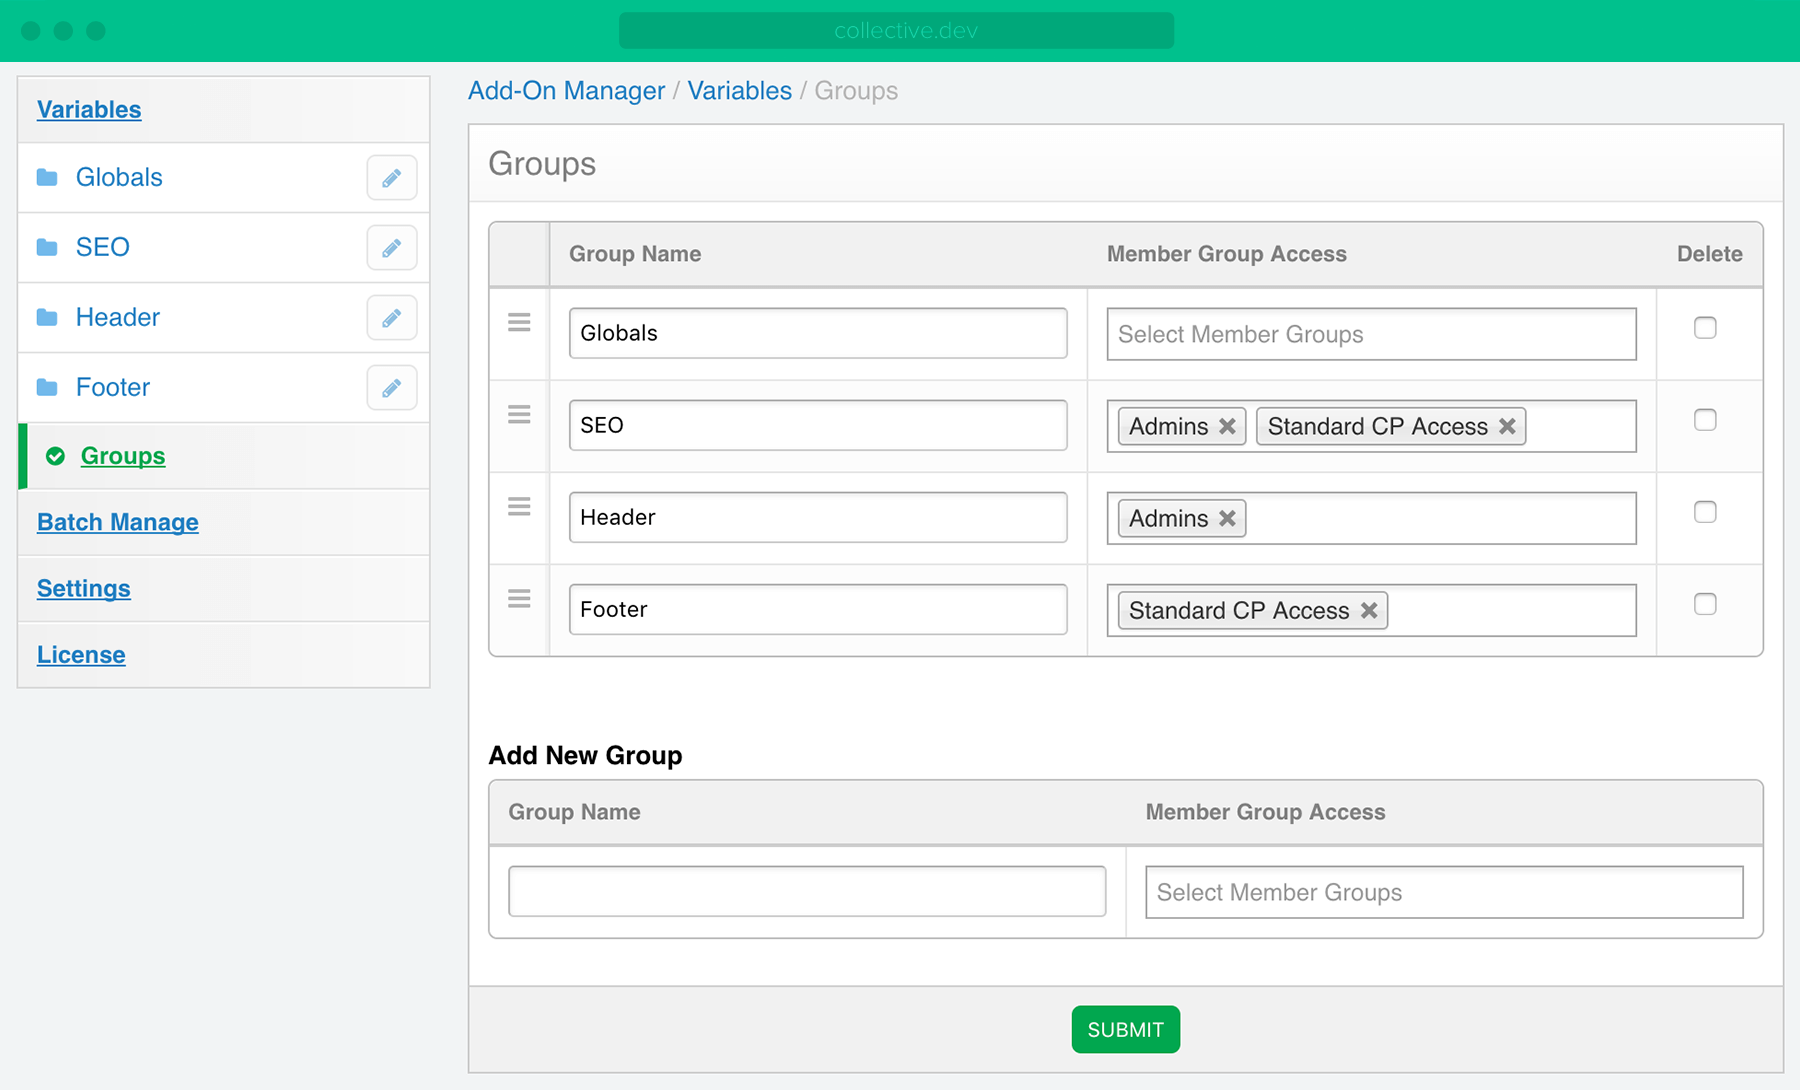 collective.dev
Variables
Globals
SEO
Header
Footer
Groups
Batch Manage
Settings
License
Add-On Manager / Variables / Groups
Groups
Group Name Member Group Access Delete
Globals Select Member Groups
SEO Admins Standard CP Access
Header Admins
Footer Standard CP Access
Add New Group
Group Name Member Group Access
Select Member Groups
SUBMIT